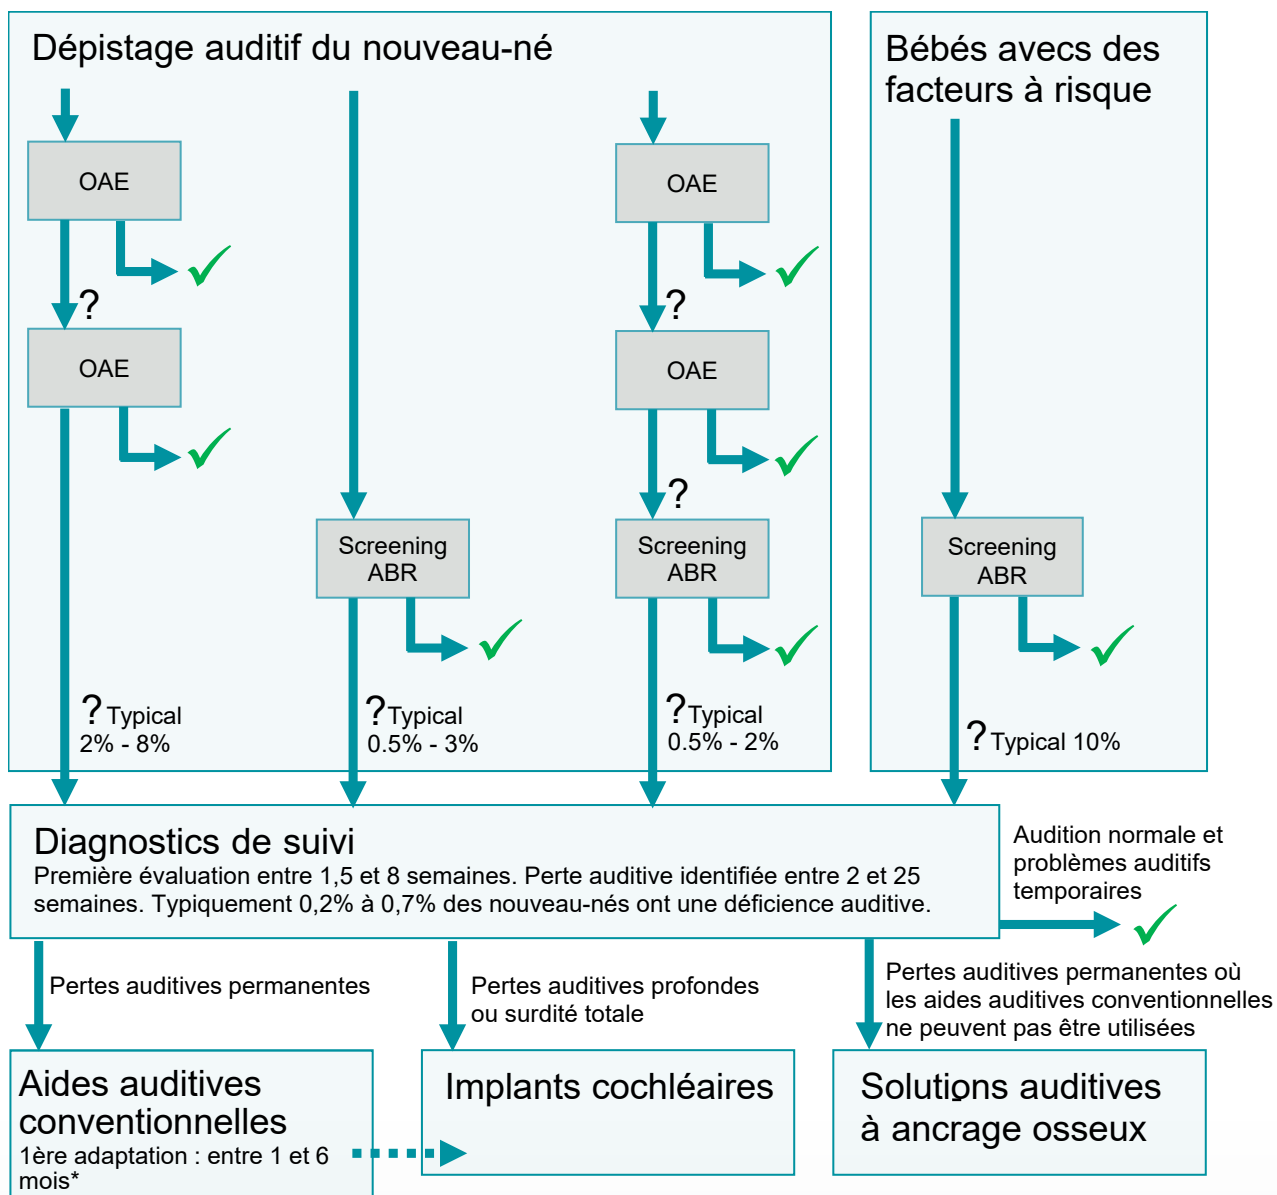 Dépistage auditif du nouveau-né
Bébés avecs des
facteurs à risque
OAE
OAE
?
?
OAE
OAE
?
Screening
ABR
Screening
ABR
Screening
ABR
? Typical
2% - 8%
?Typical
0.5% - 3%
?Typical
0.5% - 2%
? Typical 10%
Diagnostics de suivi
Première évaluation entre 1,5 et 8 semaines. Perte auditive identifiée entre 2 et 25
semaines. Typiquement 0,2% à 0,7% des nouveau-nés ont une déficience auditive.
Audition normale et
problèmes auditifs
temporaires
Pertes auditives permanentes
Pertes auditives profondes
ou surdité totale
Pertes auditives permanentes où
les aides auditives conventionnelles
ne peuvent pas être utilisées
Aides auditives
conventionnelles
1ère adaptation : entre 1 et 6
mois*
Implants cochléaires
Solutions auditives
à ancrage osseux